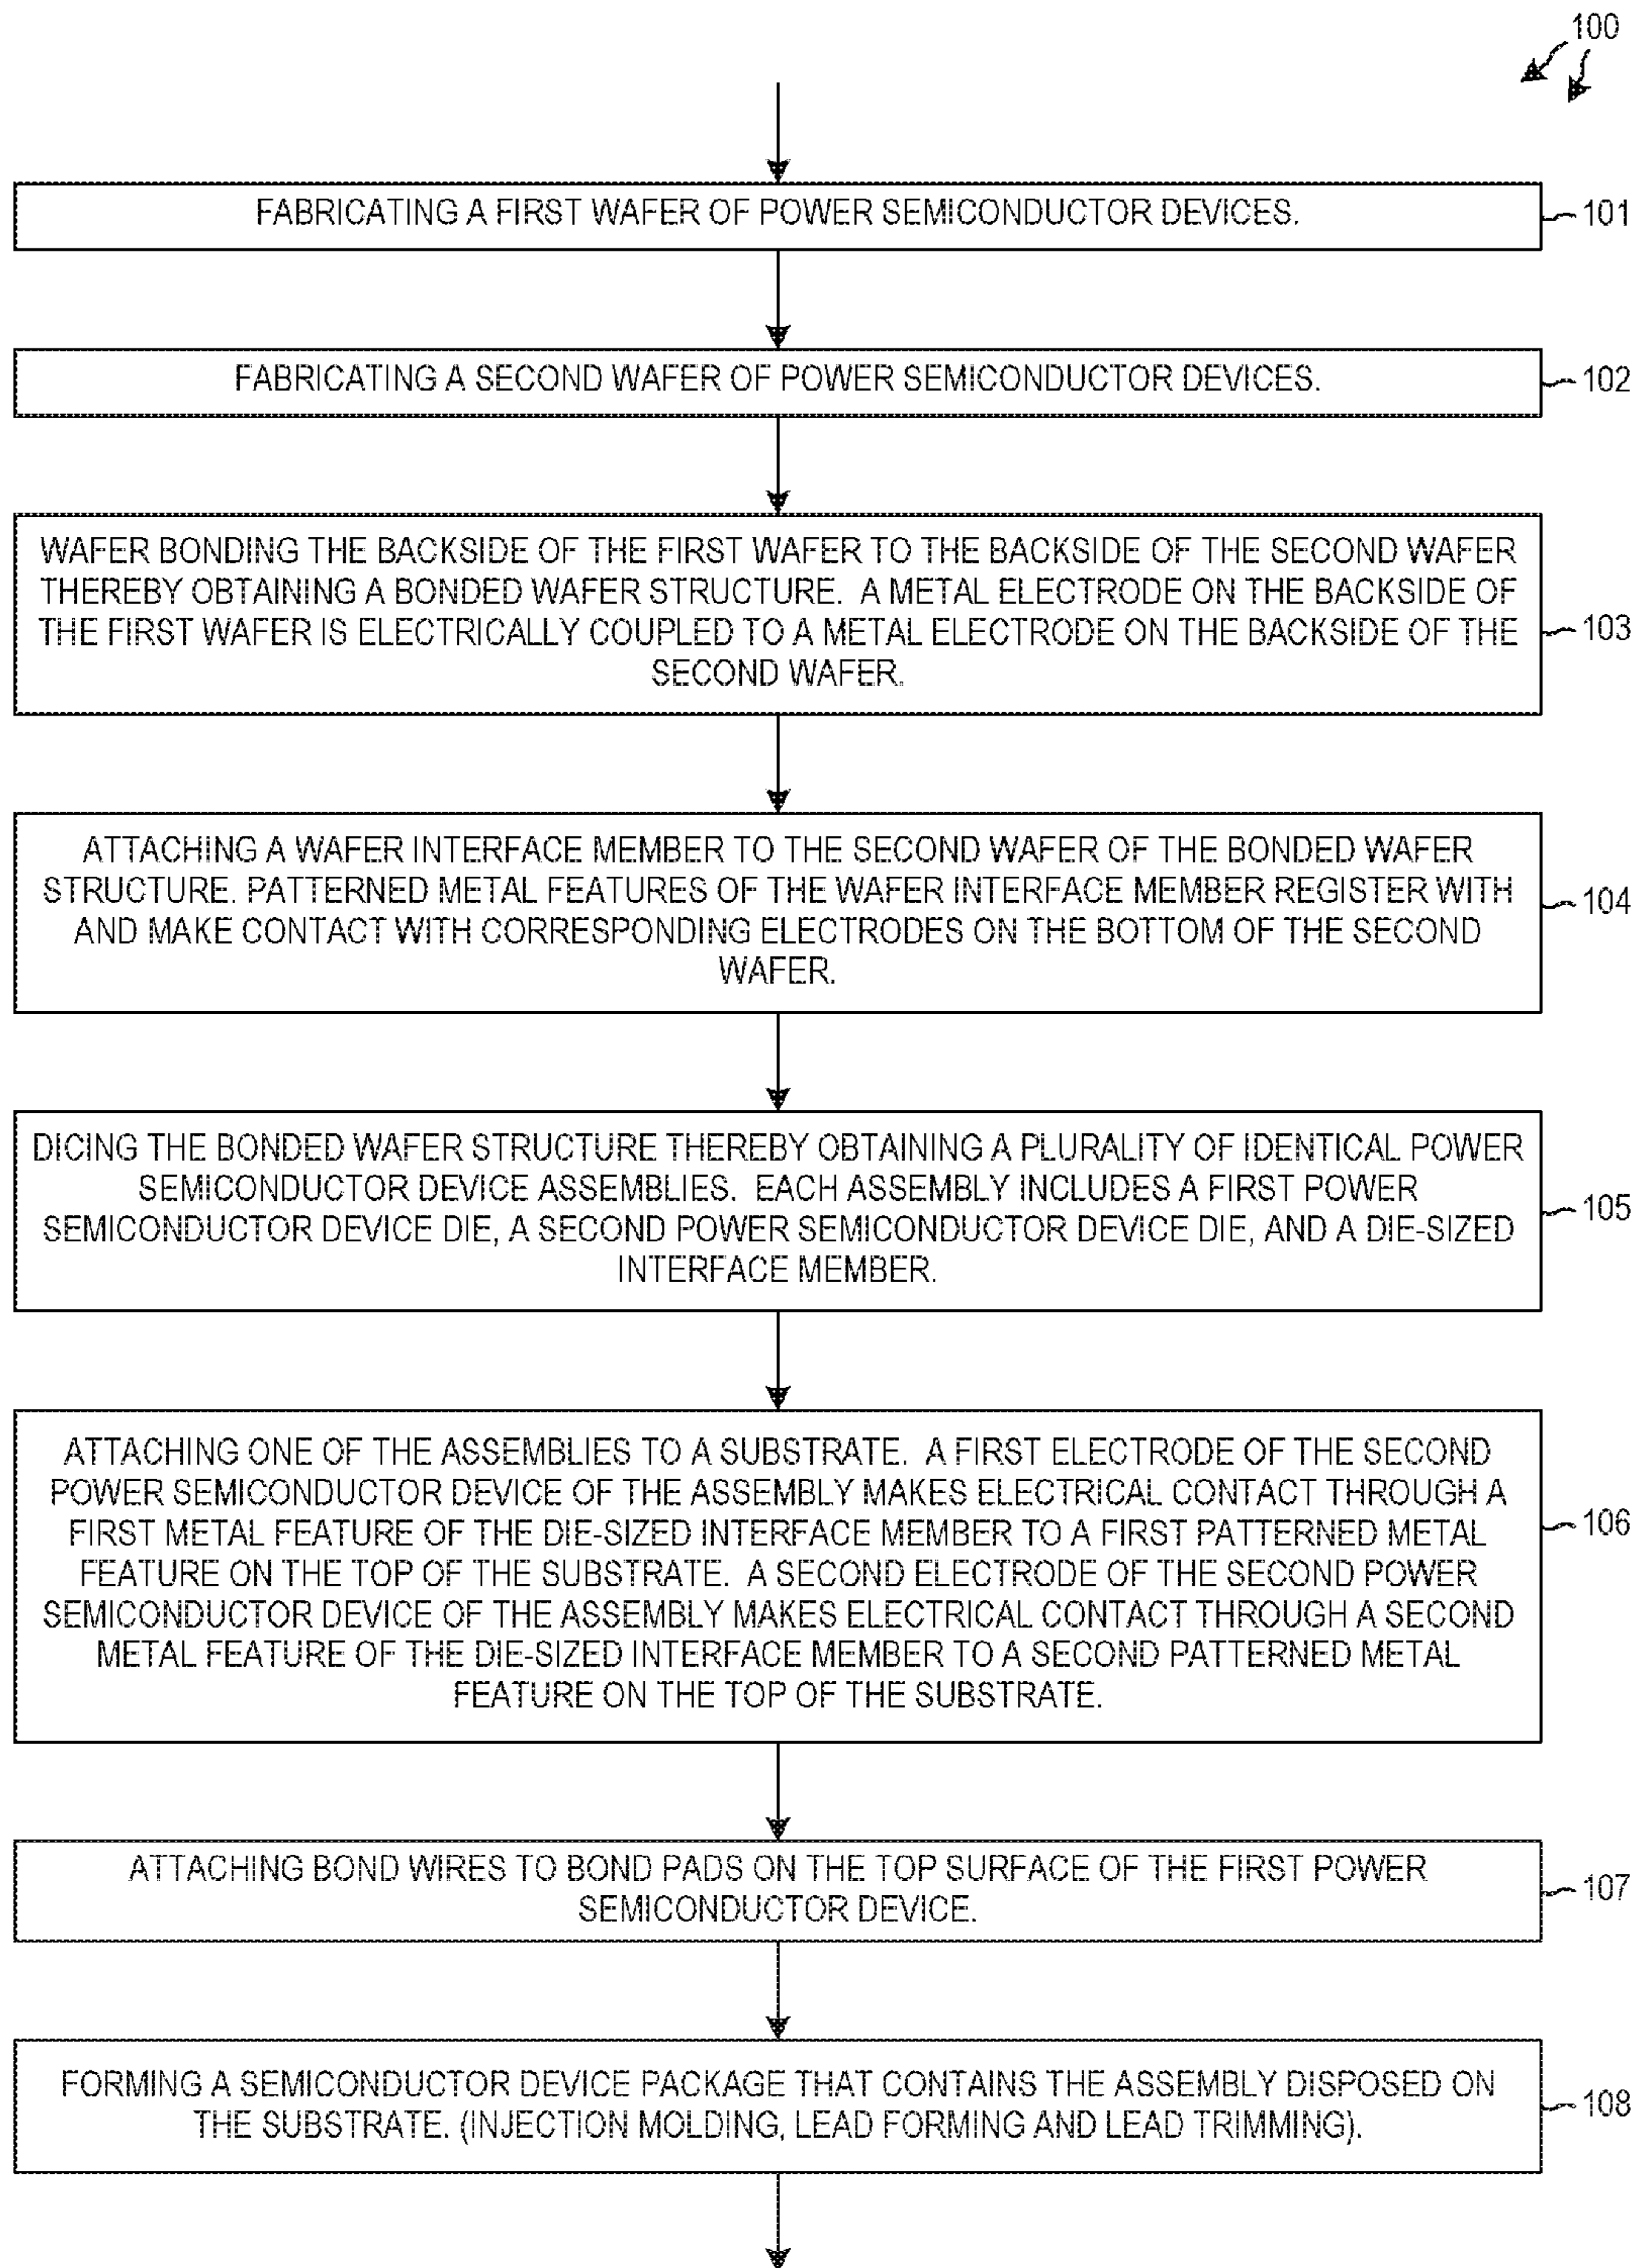 100
FABRICATING A FIRST WAFER OF POWER SEMICONDUCTOR DEVICES.
101
FABRICATING A SECOND WAFER OF POWER SEMICONDUCTOR DEVICES.
102
WAFER BONDING THE BACKSIDE OF THE FIRST WAFER TO THE BACKSIDE OF THE SECOND WAFER
THEREBY OBTAINING A BONDED WAFER STRUCTURE. A METAL ELECTRODE ON THE BACKSIDE OF
THE FIRST WAFER IS ELECTRICALLY COUPLED TO A METAL ELECTRODE ON THE BACKSIDE OF THE
SECOND WAFER.
103
ATTACHING A WAFER INTERFACE MEMBER TO THE SECOND WAFER OF THE BONDED WAFER
STRUCTURE. PATTERNED METAL FEATURES OF THE WAFER INTERFACE MEMBER REGISTER WITH
AND MAKE CONTACT WITH CORRESPONDING ELECTRODES ON THE BOTTOM OF THE SECOND
WAFER.
104
DICING THE BONDED WAFER STRUCTURE THEREBY OBTAINING A PLURALITY OF IDENTICAL POWER
SEMICONDUCTOR DEVICE ASSEMBLIES. EACH ASSEMBLY INCLUDES A FIRST POWER
SEMICONDUCTOR DEVICE DIE, A SECOND POWER SEMICONDUCTOR DEVICE DIE, AND A DIE-SIZED
INTERFACE MEMBER.
105
ATTACHING ONE OF THE ASSEMBLIES TO A SUBSTRATE. A FIRST ELECTRODE OF THE SECOND
POWER SEMICONDUCTOR DEVICE OF THE ASSEMBLY MAKES ELECTRICAL CONTACT THROUGH A
FIRST METAL FEATURE OF THE DIE-SIZED INTERFACE MEMBER TO A FIRST PATTERNED METAL
FEATURE ON THE TOP OF THE SUBSTRATE. A SECOND ELECTRODE OF THE SECOND POWER
SEMICONDUCTOR DEVICE OF THE ASSEMBLY MAKES ELECTRICAL CONTACT THROUGH A SECOND
METAL FEATURE OF THE DIE-SIZED INTERFACE MEMBER TO A SECOND PATTERNED METAL
FEATURE ON THE TOP OF THE SUBSTRATE.
106
ATTACHING BOND WIRES TO BOND PADS ON THE TOP SURFACE OF THE FIRST POWER
SEMICONDUCTOR DEVICE.
107
FORMING A SEMICONDUCTOR DEVICE PACKAGE THAT CONTAINS THE ASSEMBLY DISPOSED ON
THE SUBSTRATE. (INJECTION MOLDING, LEAD FORMING AND LEAD TRIMMING).
108